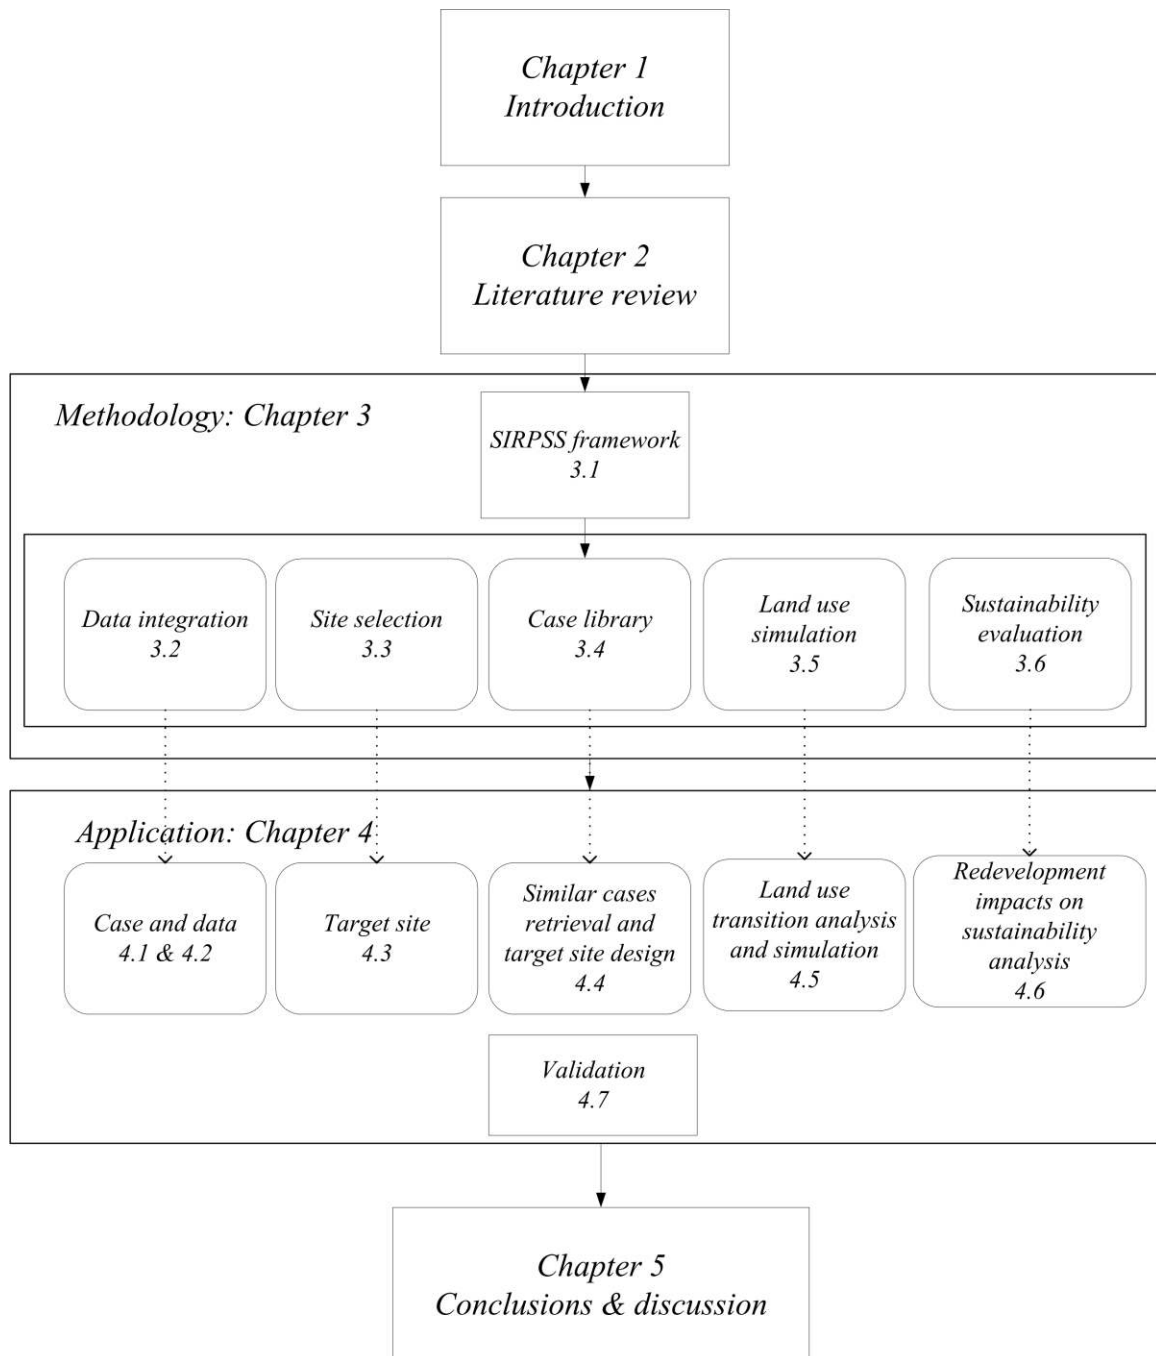 Chapter 1
Introduction
Chapter 2
Literature review
Methodology: Chapter 3
SIRPSS framework
3.1
Data integration
3.2
Site selection
3.3
Case library
3.4
Land use
simulation
3.5
Sustainability
evaluation
3.6
Application: Chapter 4
Case and data
4.1 & 4.2
Target site
4.3
Similar cases
retrieval and
target site design
4.4
Land use
transition analysis
and simulation
4.5
Redevelopment
impacts on
sustainability
analysis
4.6
Validation
4.7
Chapter 5
Conclusions & discussion